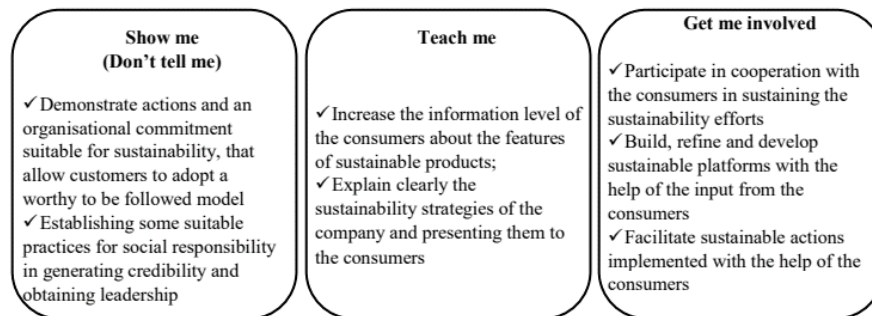 Show me
(Don't tell me)
✓Demonstrate actions and an
organisational commitment
suitable for sustainability, that
allow customers to adopt a
worthy to be followed model
✓Establishing some suitable
practices for social responsibility
in generating credibility and
obtaining leadership
Teach me
✓Increase the information level of
the consumers about the features
of sustainable products;
✓Explain clearly the
sustainability strategies of the
company and presenting them to
the consumers
Get me involved
✓Participate in cooperation with
the consumers in sustaining the
sustainability efforts
✓Build, refine and develop
sustainable platforms with the
help of the input from the
consumers
✓Facilitate sustainable actions
implemented with the help of the
consumers